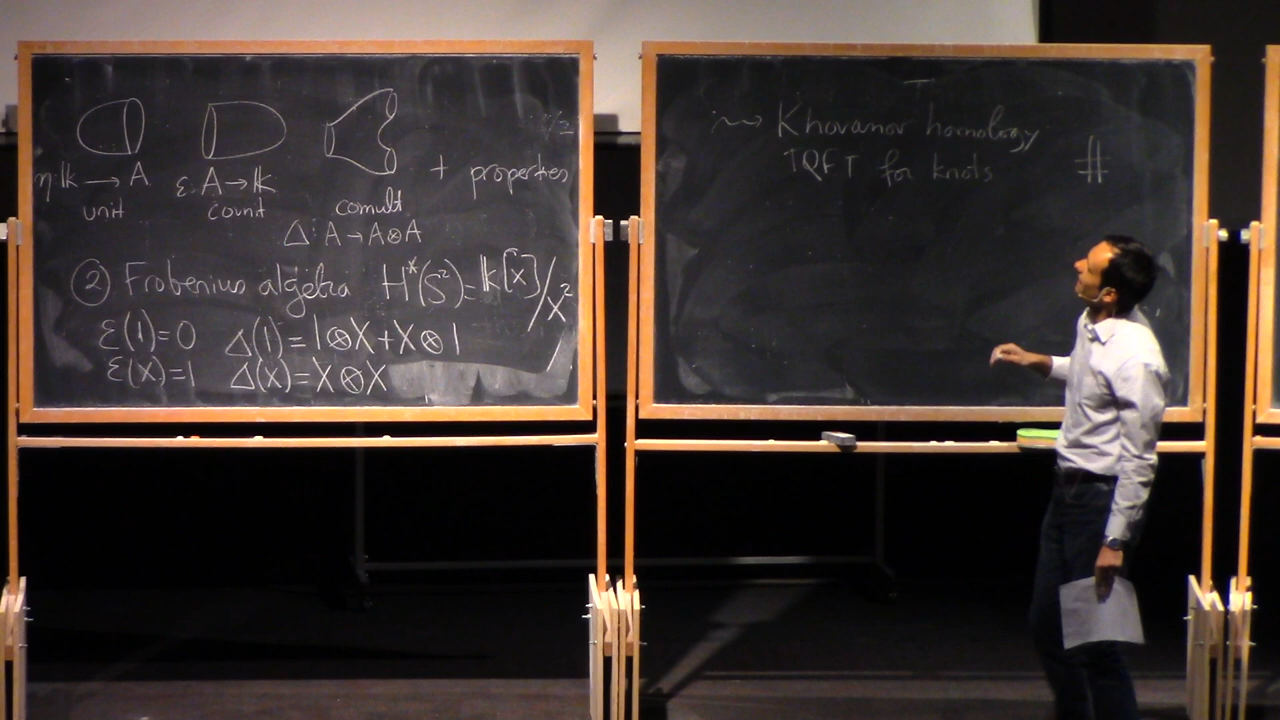 η: 𝕜 → A
unit
ε: A → 𝕜
counit
comult
Δ: A → A⊗A
+ properties
② Frobenius algebra H*(S²) = 𝕜[x]/x²
ε(1)=0 Δ(1)=1⊗X+X⊗1
ε(X)=1 Δ(X)=X⊗X
⇝ Khovanov homology
TQFT for knots #